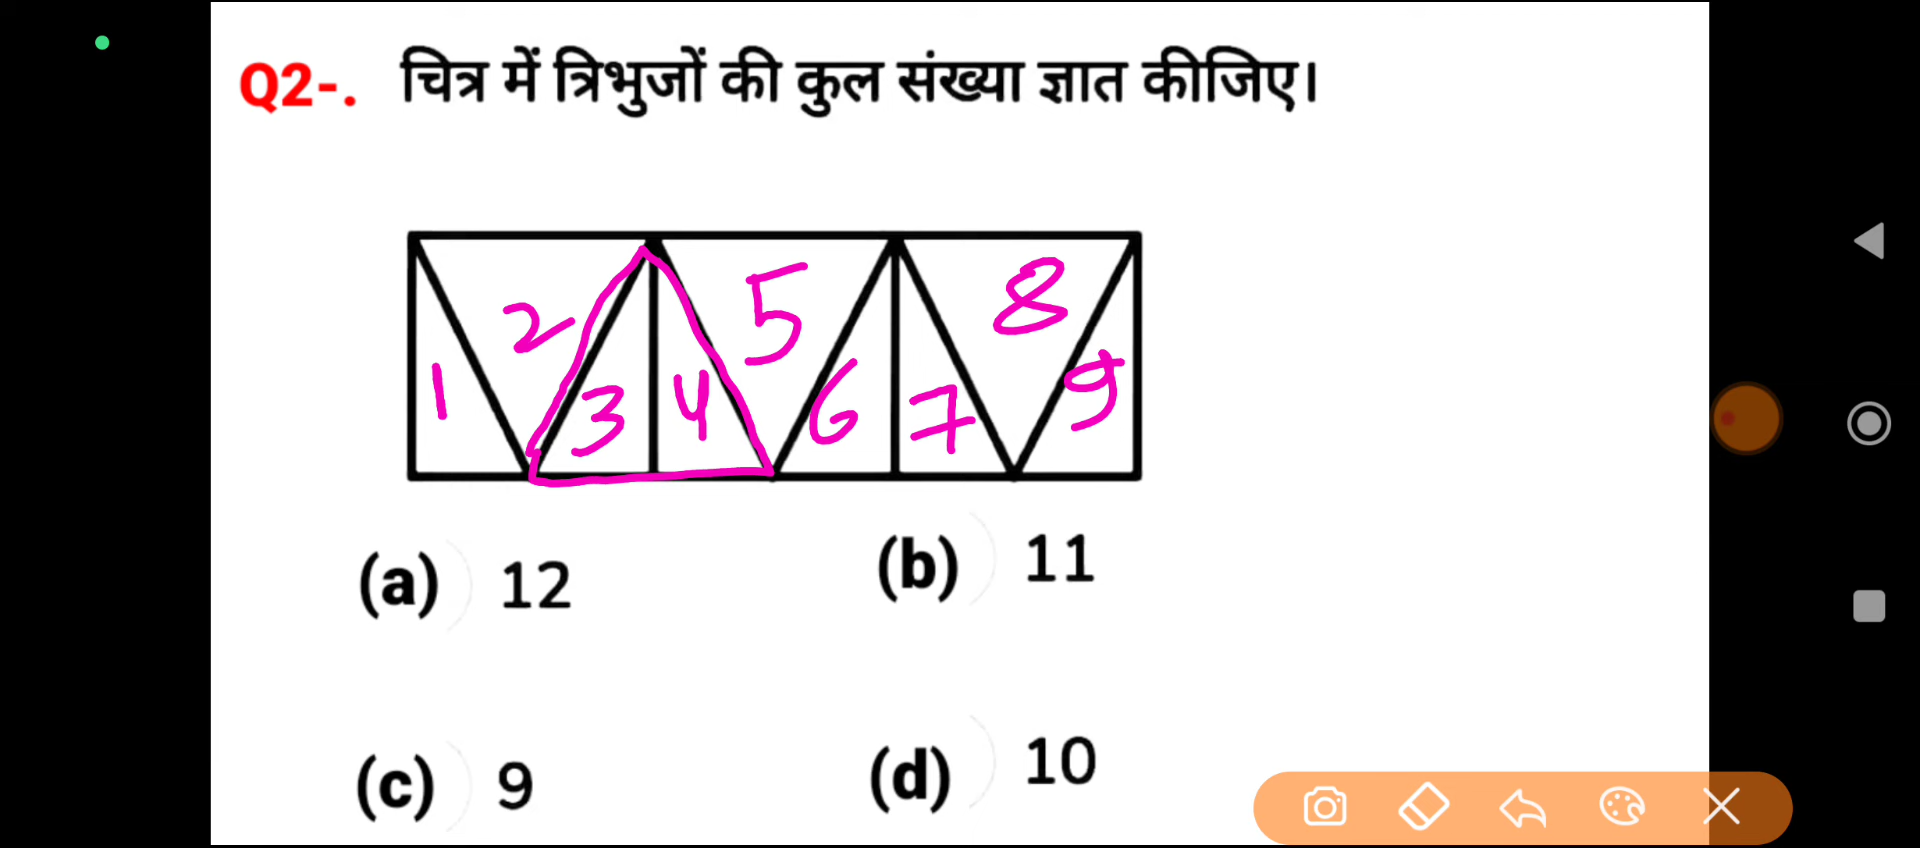 Q2-. चित्र में त्रिभुजों की कुल संख्या ज्ञात कीजिए।
1 2 3 4 5 6 7 8 9
(a) 12 (b) 11
(c) 9 (d) 10